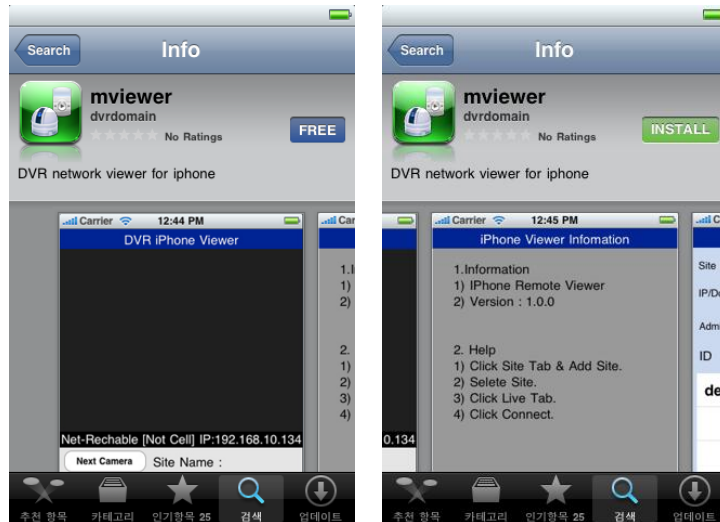 Search
Info
mviewer
dvrdomain
No Ratings
FREE
DVR network viewer for iphone
Carrier
12:44 PM
Car
DVR iPhone Viewer
1.I
1)
2)
2.
1)
2)
3)
4)
Net-Rechable [Not Cell] IP:192.168.10.134
Next Camera
Site Name :
추천 항목
카테고리
인기항목 25
검색
업데이트
Search
Info
mviewer
dvrdomain
No Ratings
INSTALL
DVR network viewer for iphone
Carrier
12:45 PM
iPhone Viewer Infomation
1.Information
1) IPhone Remote Viewer
2) Version : 1.0.0
2. Help
1) Click Site Tab & Add Site.
2) Selete Site.
3) Click Live Tab.
4) Click Connect.
0.134
C
Site
IP/Do
Admi
ID
de
추천 항목
카테고리
인기항목 25
검색
업데이트